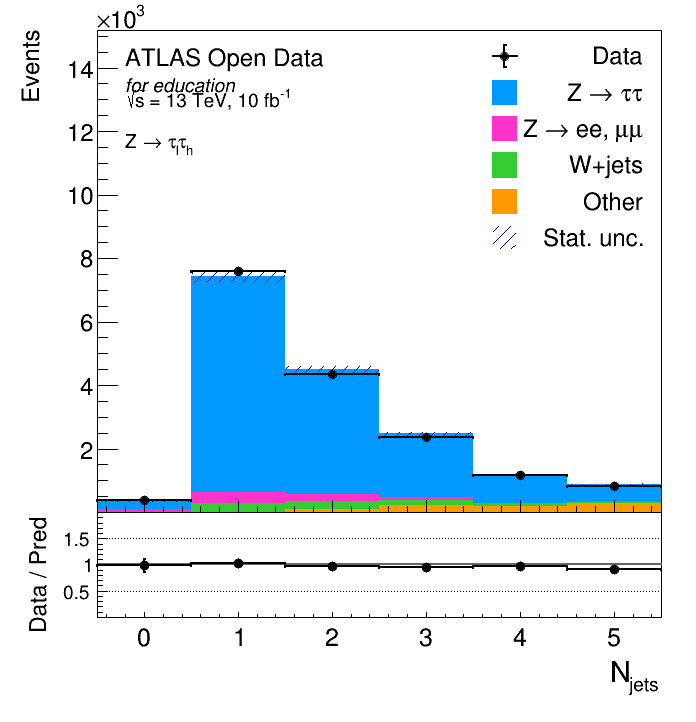 ×10³
Events
14
12
10
8
6
4
2
ATLAS Open Data
for education
√s = 13 TeV, 10 fb⁻¹
Z → τₗτₕ
Data
Z → ττ
Z → ee, μμ
W+jets
Other
Stat. unc.
Data / Pred
1.5
1
0.5
0 1 2 3 4 5
N_jets